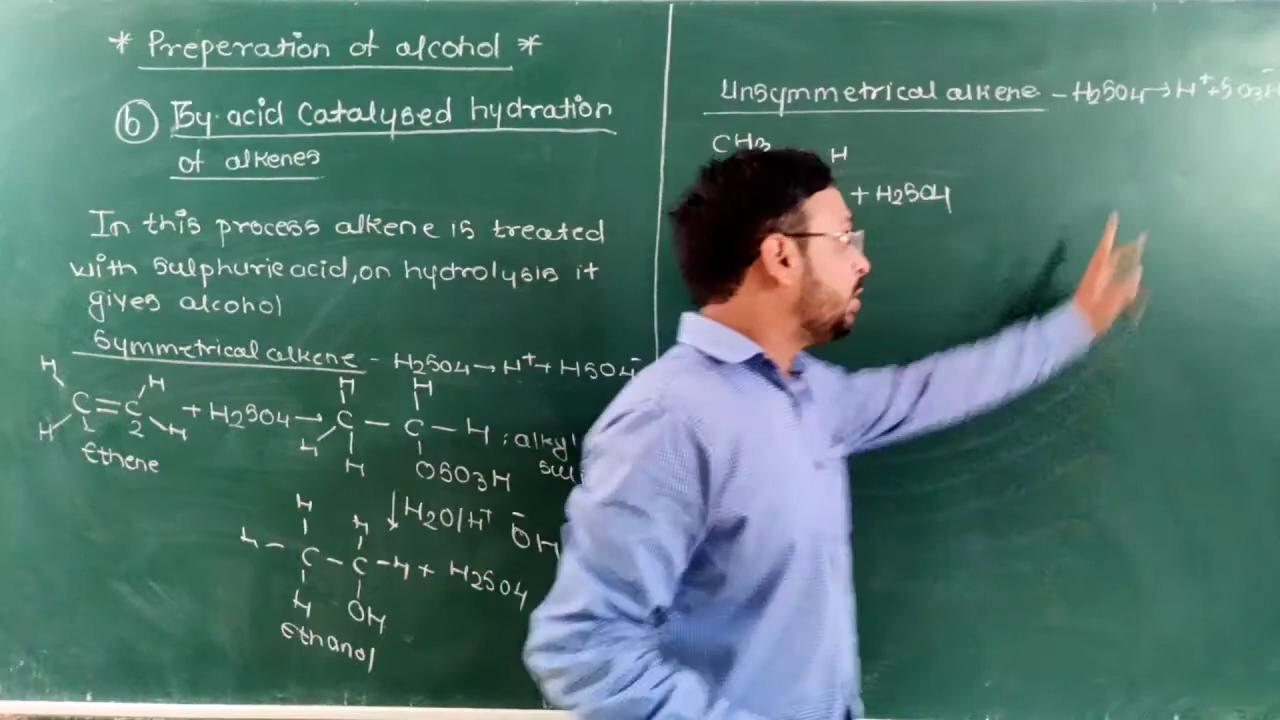 * Preperation of alcohol *
(b) By acid Catalysed hydration
of alkenes
In this process alkene is treated
with sulphuric acid, on hydrolysis it
gives alcohol
Symmetrical alkene - H2SO4 → H+ + HSO4-
H H H H
C = C + H2SO4 → C - C - H : alkyl
H 1 2 H H H OSO3H
Ethene
↓ H2O/H+ OH-
H H
H - C - C - H + H2SO4
H OH
Ethanol
Unsymmetrical alkene - H2SO4 → H+ + SO3H-
CH3 H
+ H2SO4